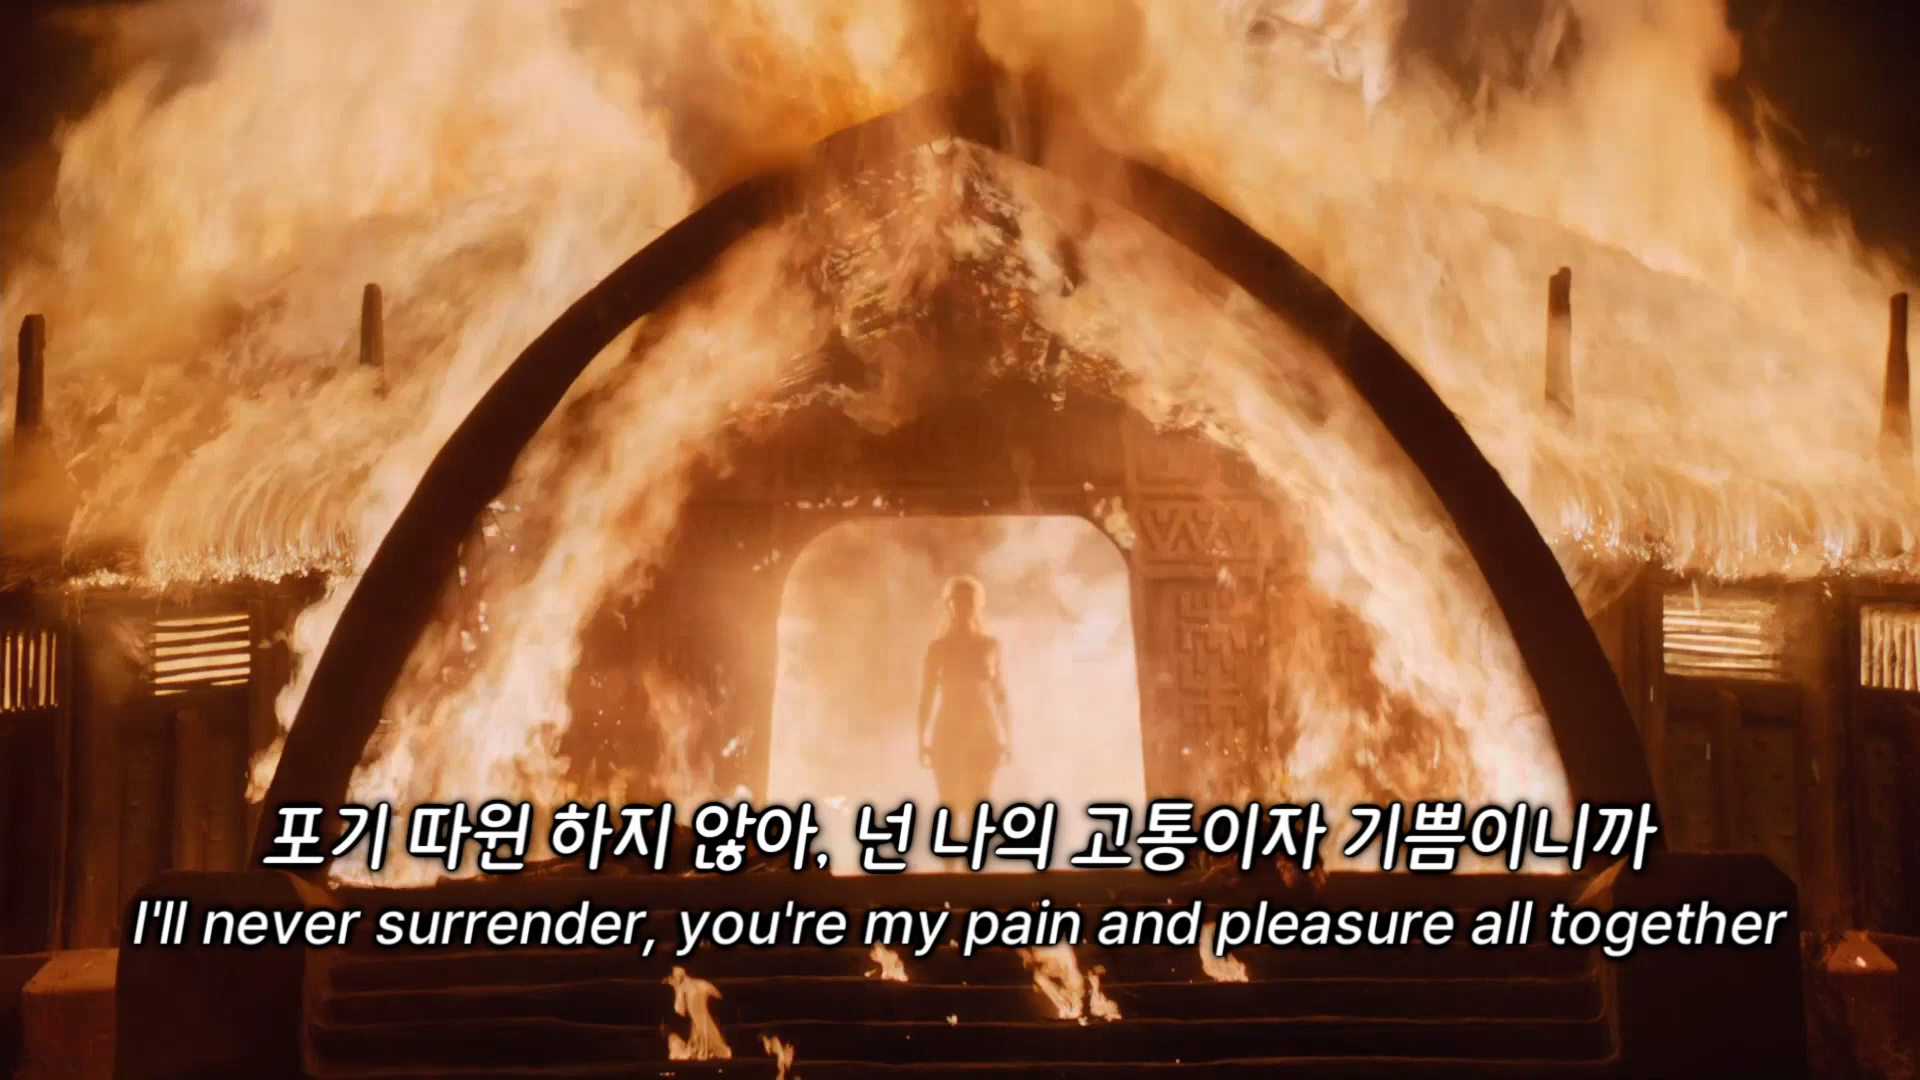 포기 따윈 하지 않아, 넌 나의 고통이자 기쁨이니까
I'll never surrender, you're my pain and pleasure all together